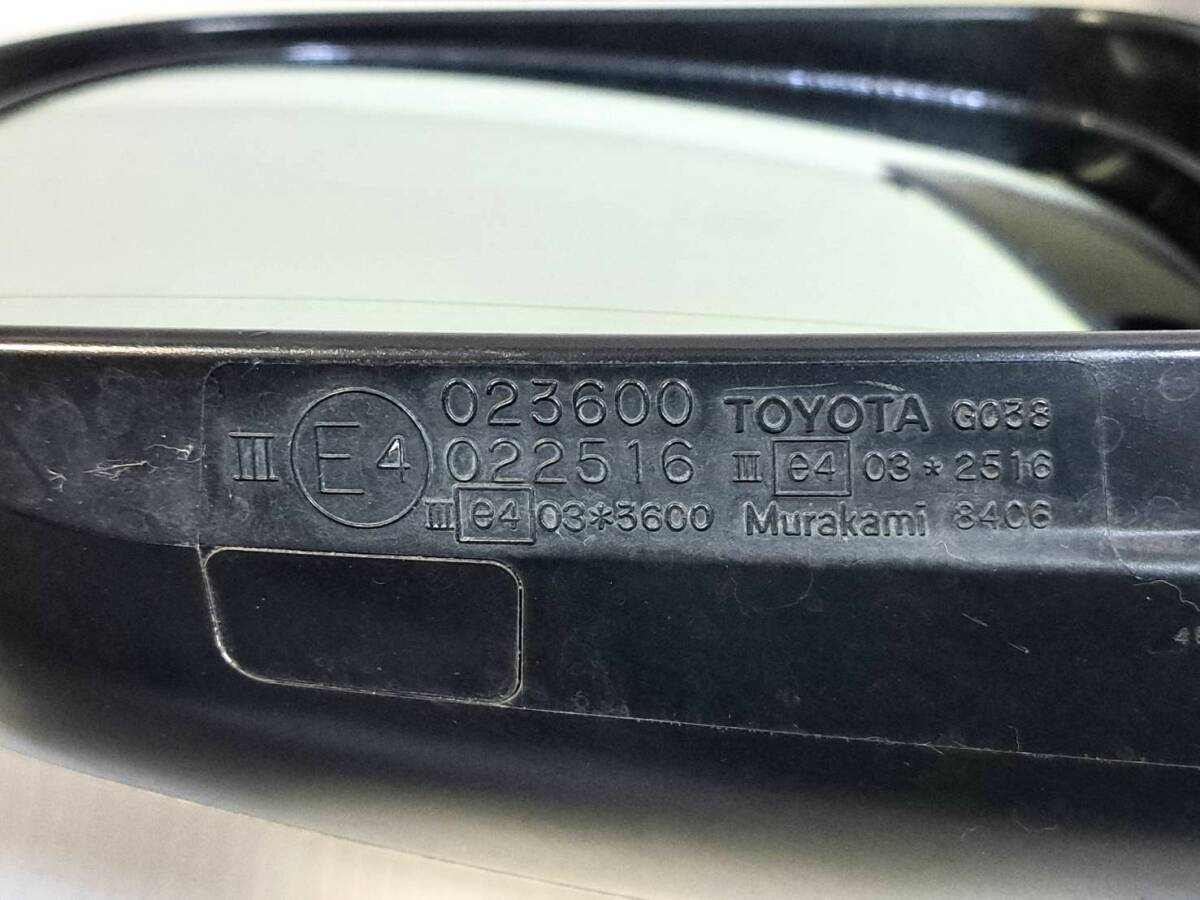 III E4 023600
022516
III e4 03*3600
TOYOTA G038
III e4 03*2516
Murakami 8406